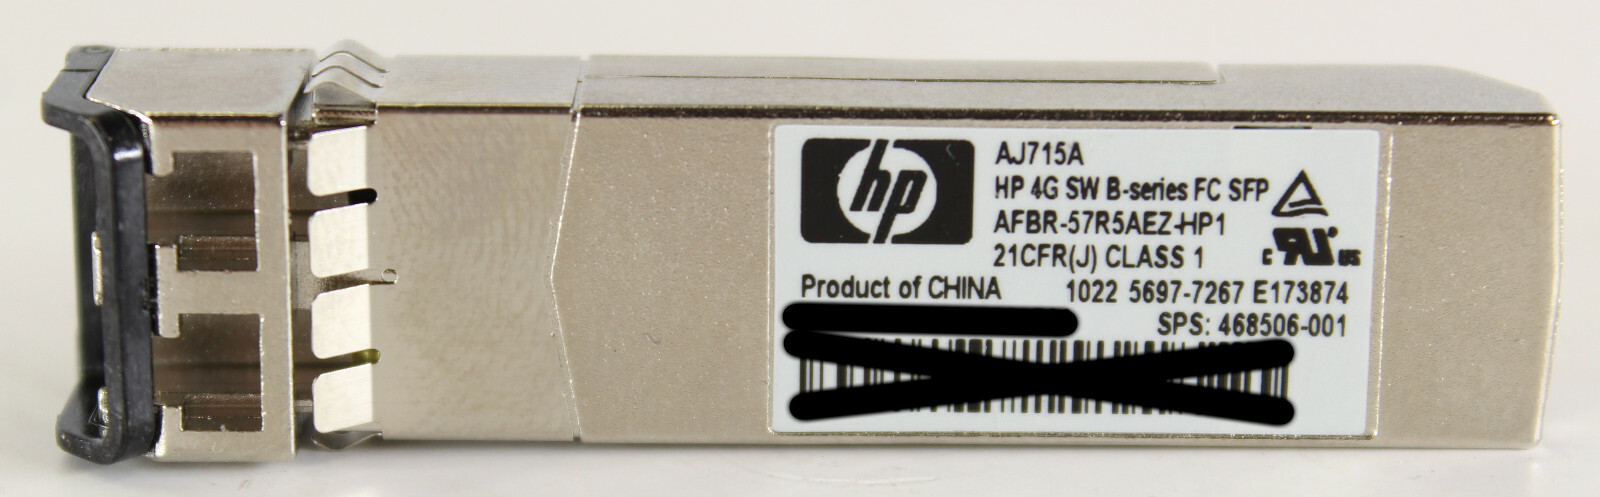 hp
AJ715A
HP 4G SW B-series FC SFP
AFBR-57R5AEZ-HP1
21CFR(J) CLASS 1
Product of CHINA
1022 5697-7267 E173874
SPS: 468506-001